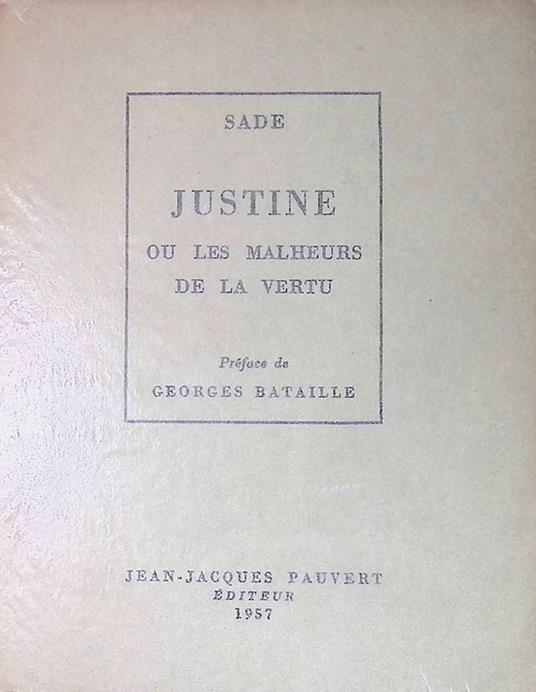 SADE
JUSTINE
OU LES MALHEURS
DE LA VERTU
Préface de
GEORGES BATAILLE
JEAN-JACQUES PAUVERT
ÉDITEUR
1957